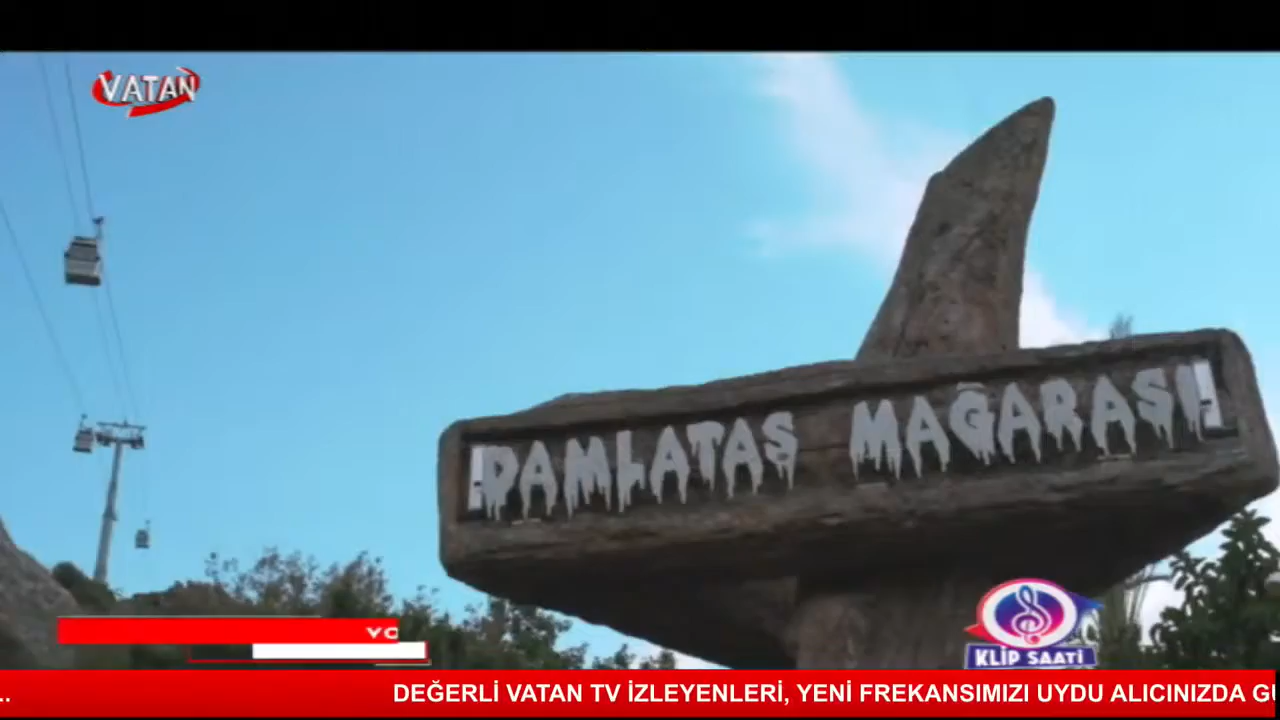 VATAN
DAMLATAŞ MAĞARASI
KLİP SAATİ
DEĞERLİ VATAN TV İZLEYENLERİ, YENİ FREKANSIMIZI UYDU ALICINIZDA